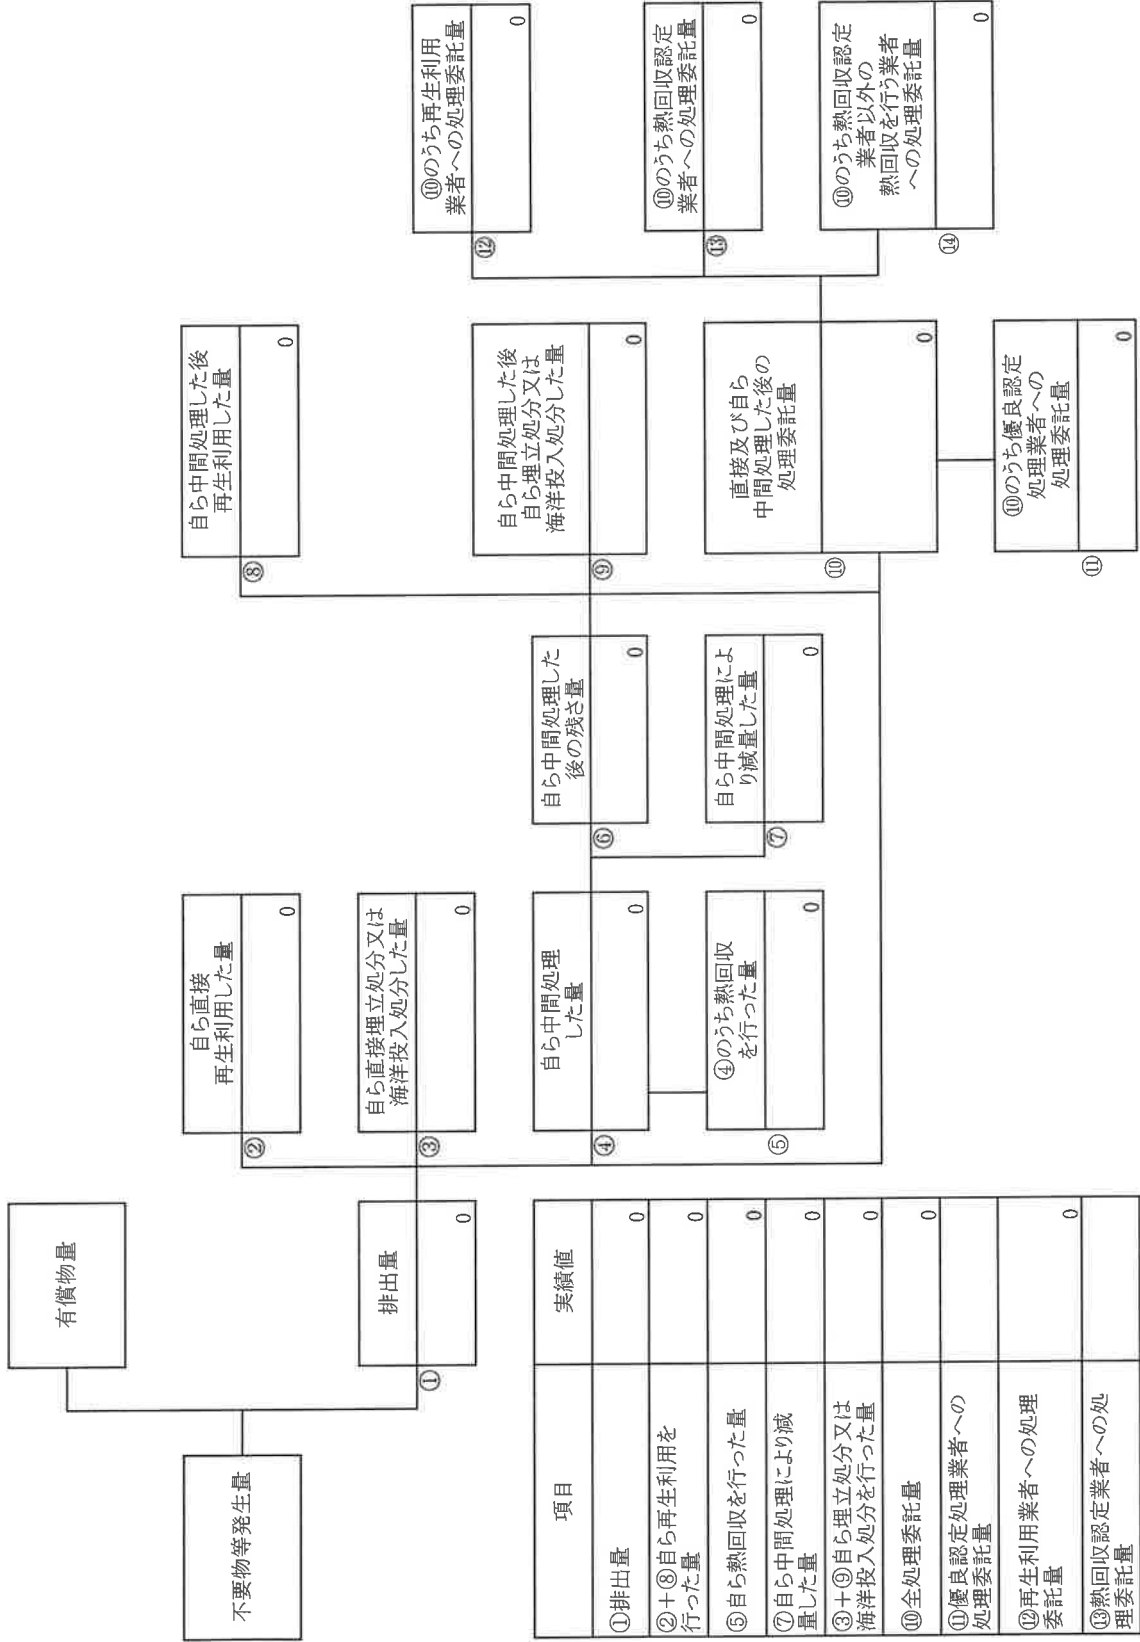 不要物等発生量
有償物量
排出量
①
0
②
自ら直接
再生利用した量
0
③
自ら直接埋立処分又は
海洋投入処分した量
0
④
自ら中間処理
した量
0
⑤
④のうち熱回収
を行った量
0
⑥
自ら中間処理した
後の残さ量
0
⑦
自ら中間処理によ
り減量した量
0
⑧
自ら中間処理した後
再生利用した量
0
⑨
自ら中間処理した後
自ら埋立処分又は
海洋投入処分した量
0
⑩
直接及び自ら
中間処理した後の
処理委託量
0
⑪
⑩のうち優良認定
処理業者への
処理委託量
0
⑫
⑩のうち再生利用
業者への処理委託量
0
⑬
⑩のうち熱回収認定
業者への処理委託量
0
⑭
⑩のうち熱回収認定
業者以外の
熱回収を行う業者
への処理委託量
0
項目 実績値
①排出量 0
②+⑧自ら再生利用を
行った量 0
⑤自ら熱回収を行った量 0
⑦自ら中間処理により減
量した量 0
③+⑨自ら埋立処分又は
海洋投入処分を行った量 0
⑩全処理委託量 0
⑪優良認定処理業者への
処理委託量
⑫再生利用業者への処理
委託量 0
⑬熱回収認定業者への処
理委託量